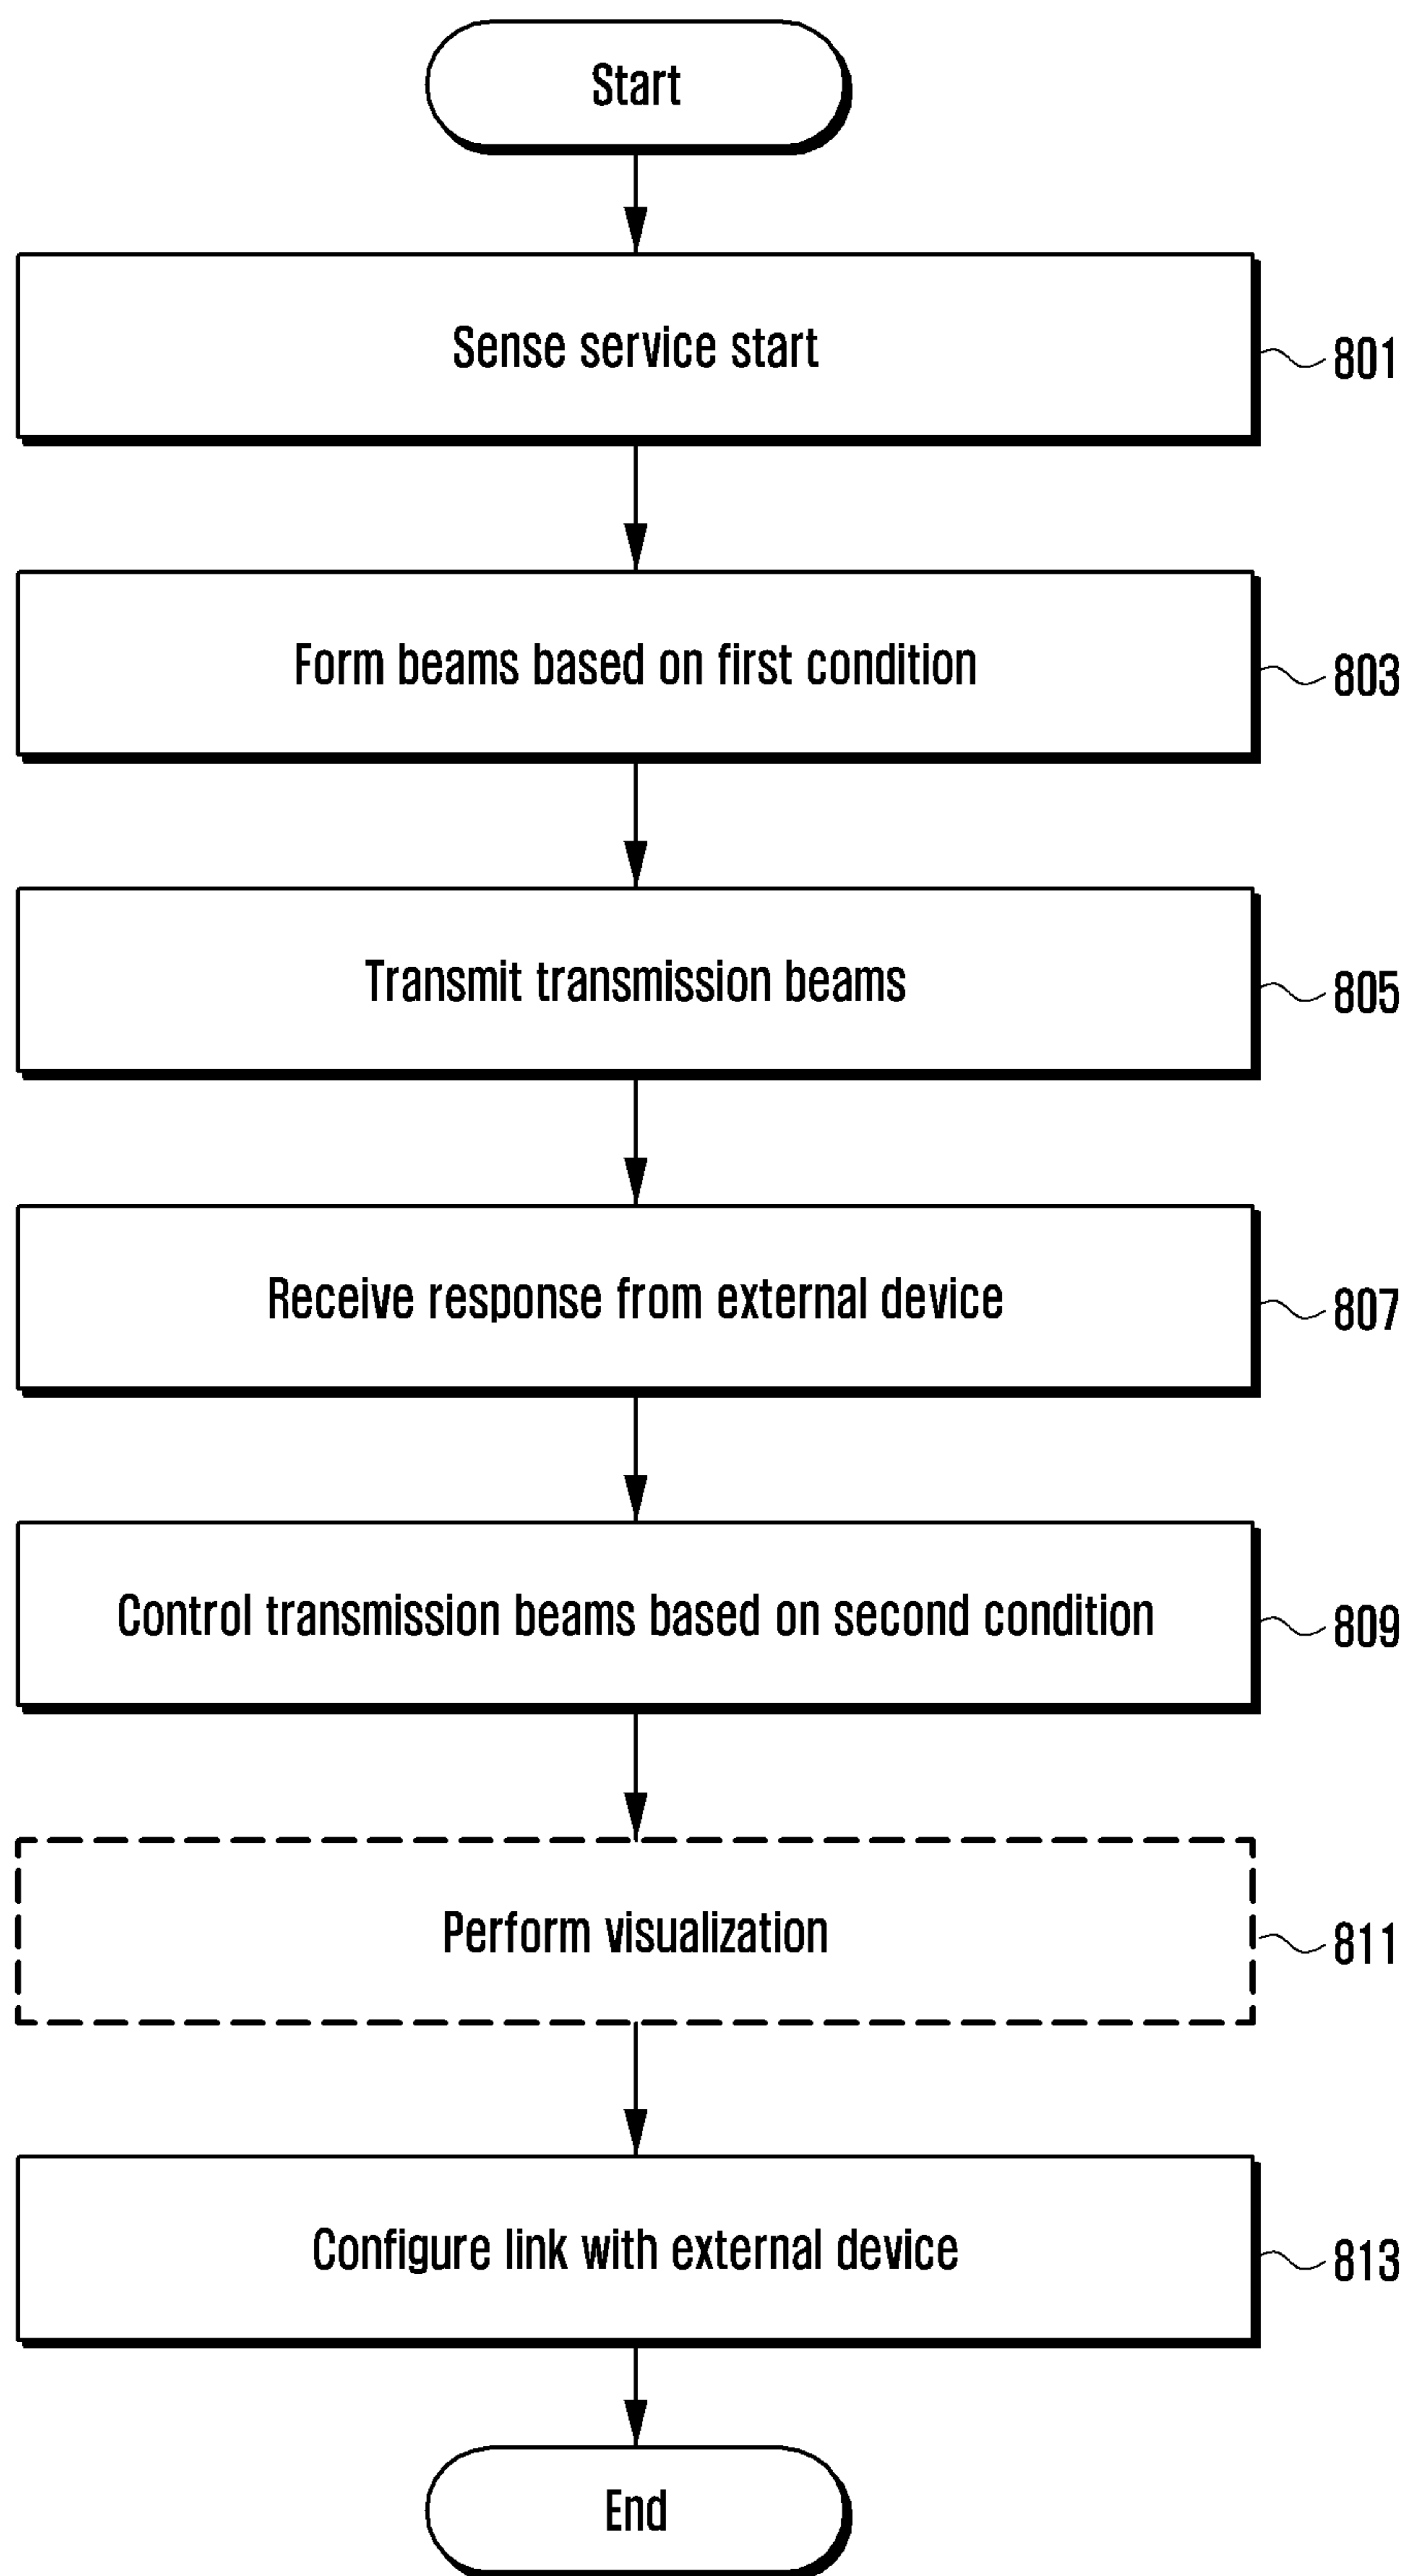 Start
Sense service start
801
Form beams based on first condition
803
Transmit transmission beams
805
Receive response from external device
807
Control transmission beams based on second condition
809
Perform visualization
811
Configure link with external device
813
End